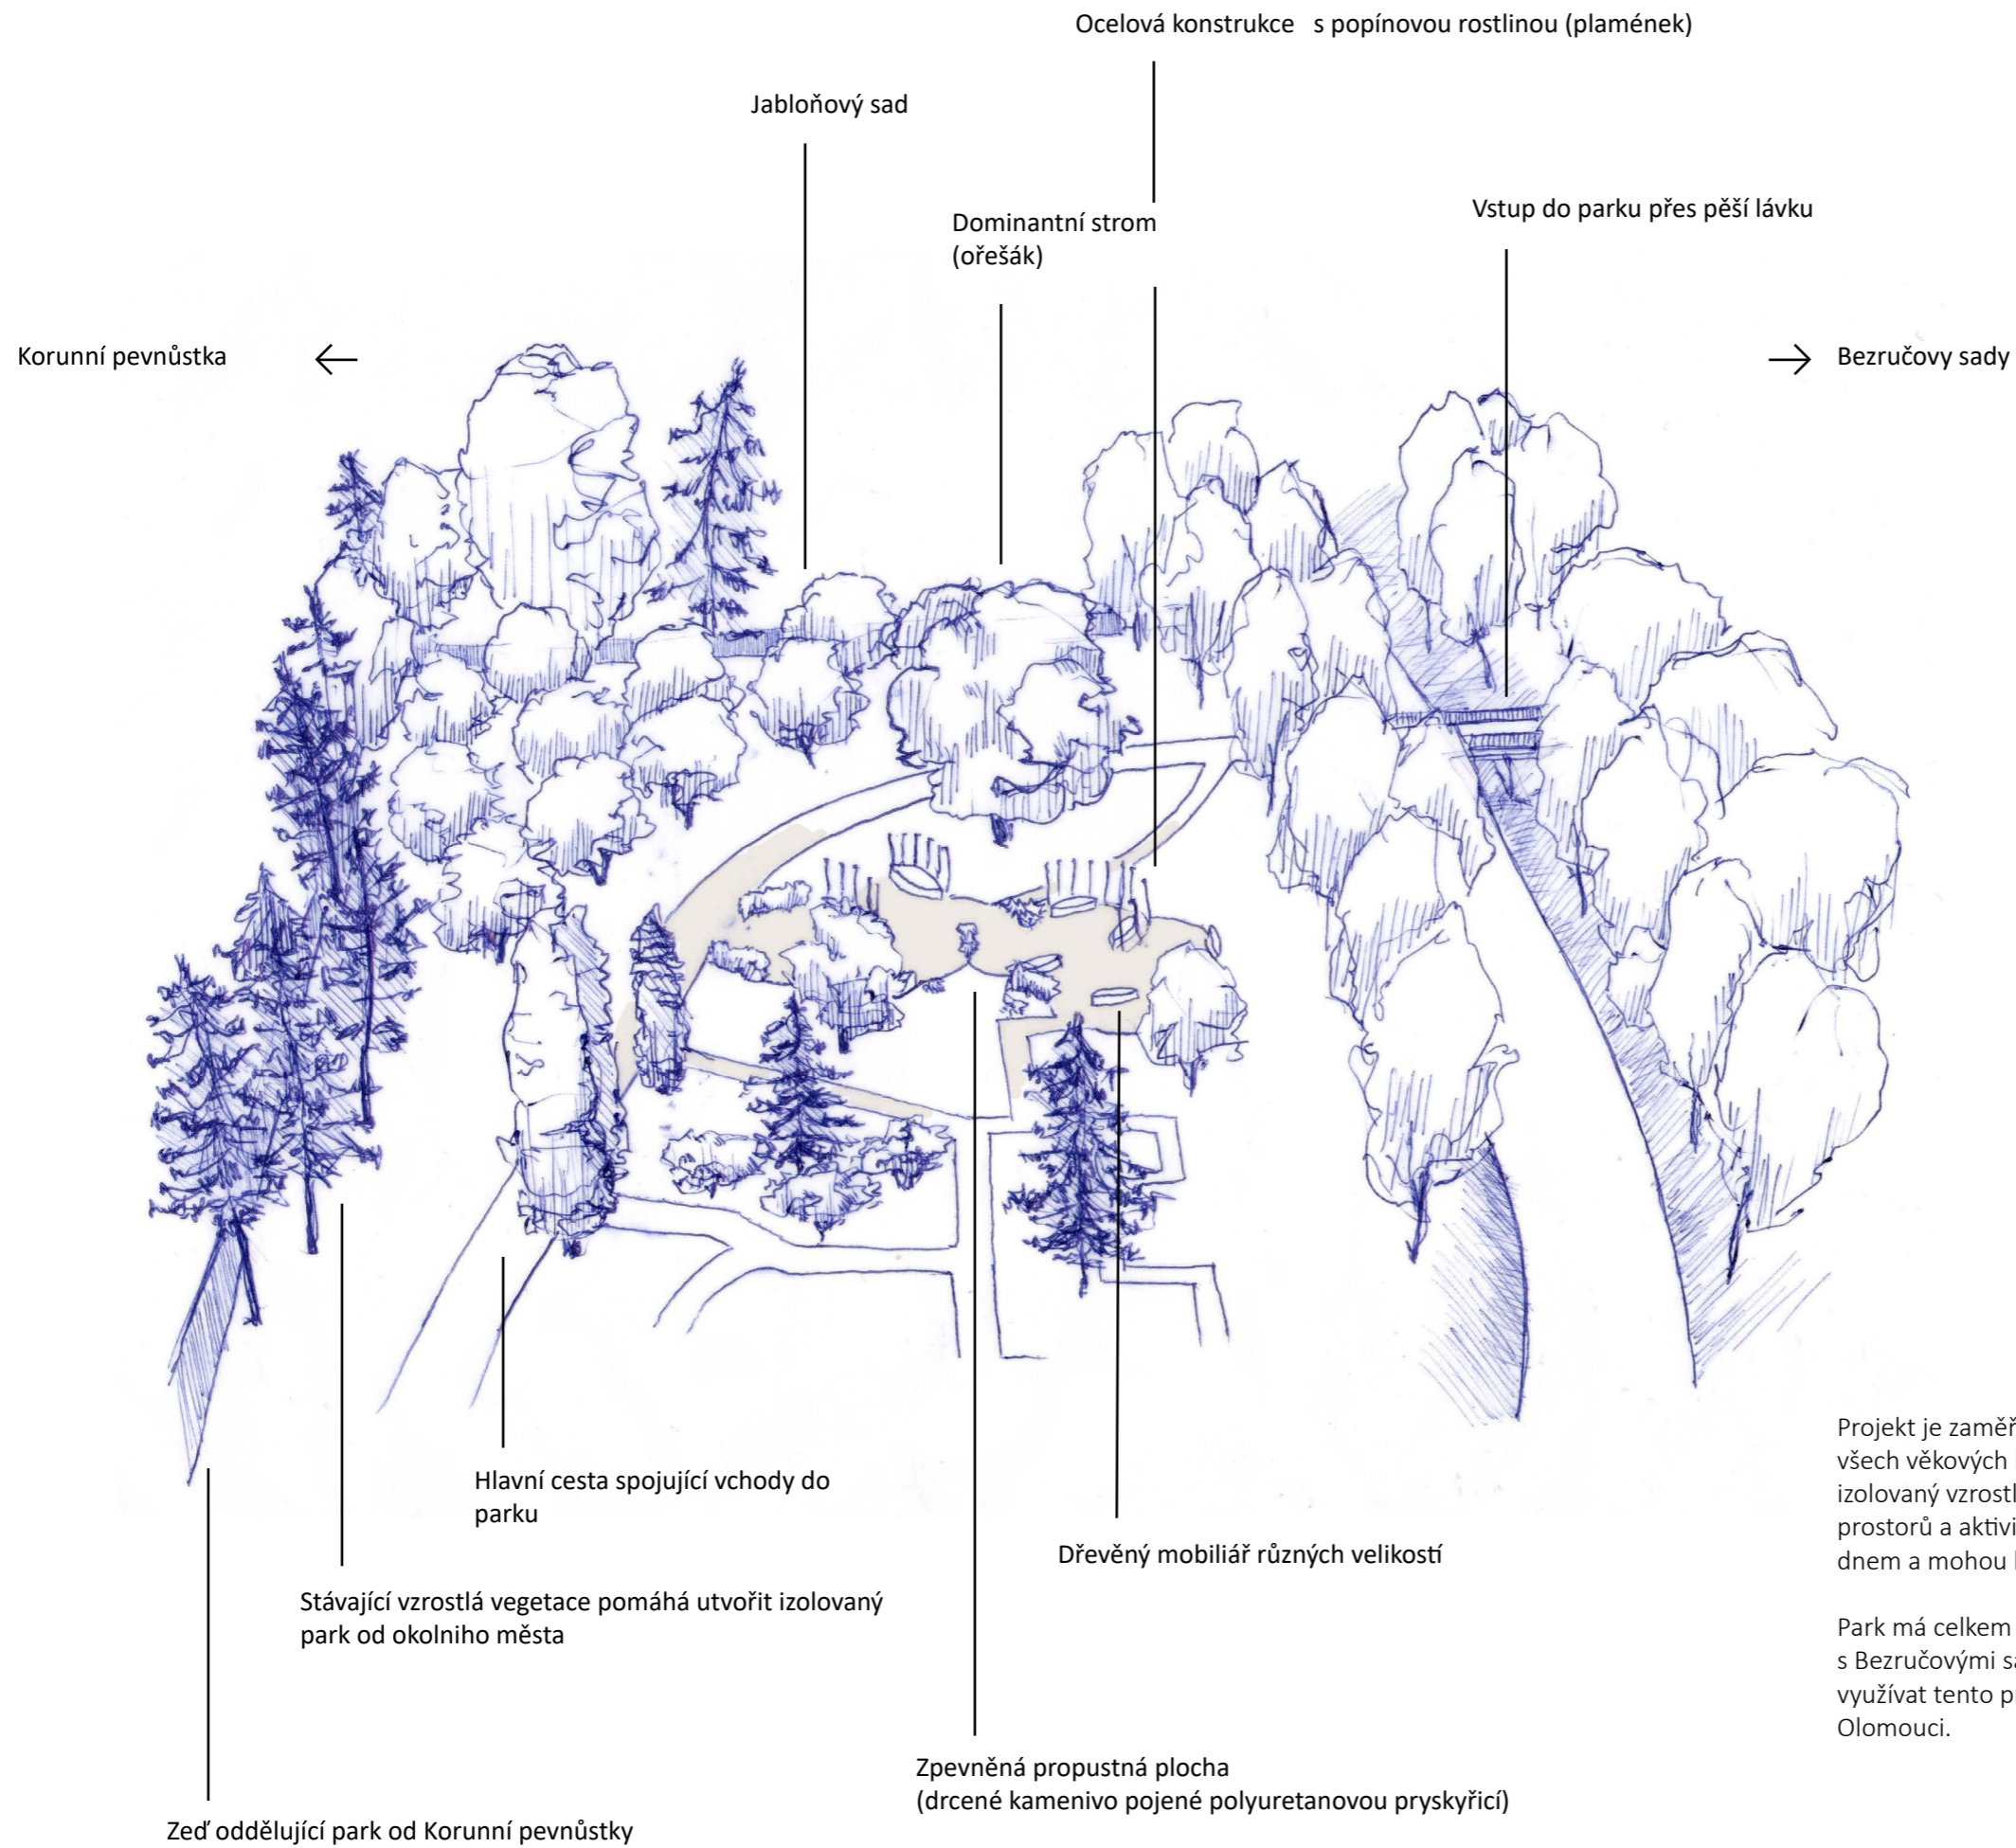 Ocelová konstrukce s popínovou rostlinou (plamének)
Jabloňový sad
Dominantní strom
(ořešák)
Vstup do parku přes pěší lávku
Korunní pevnůstka
Bezručovy sady
Hlavní cesta spojující vchody do
parku
Dřevěný mobiliář různých velikostí
Stávající vzrostlá vegetace pomáhá utvořit izolovaný
park od okolniho města
Zpevněná propustná plocha
(drcené kamenivo pojené polyuretanovou pryskyřicí)
Zeď oddělující park od Korunní pevnůstky
Projekt je zaměř
všech věkových
izolovaný vzrostl
prostorů a aktivi
dnem a mohou
Park má celkem
s Bezručovými sa
využívat tento p
Olomouci.